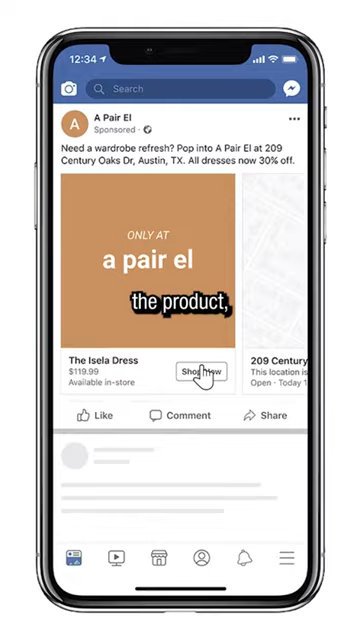 12:34
Search
A
A Pair El
Sponsored ·
Need a wardrobe refresh? Pop into A Pair El at 209
Century Oaks Dr, Austin, TX. All dresses now 30% off.
ONLY AT
a pair el
the product,
The Isela Dress
$119.99
Available in-store
Shop Now
209 Century
This location is
Open · Today 1
Like
Comment
Share